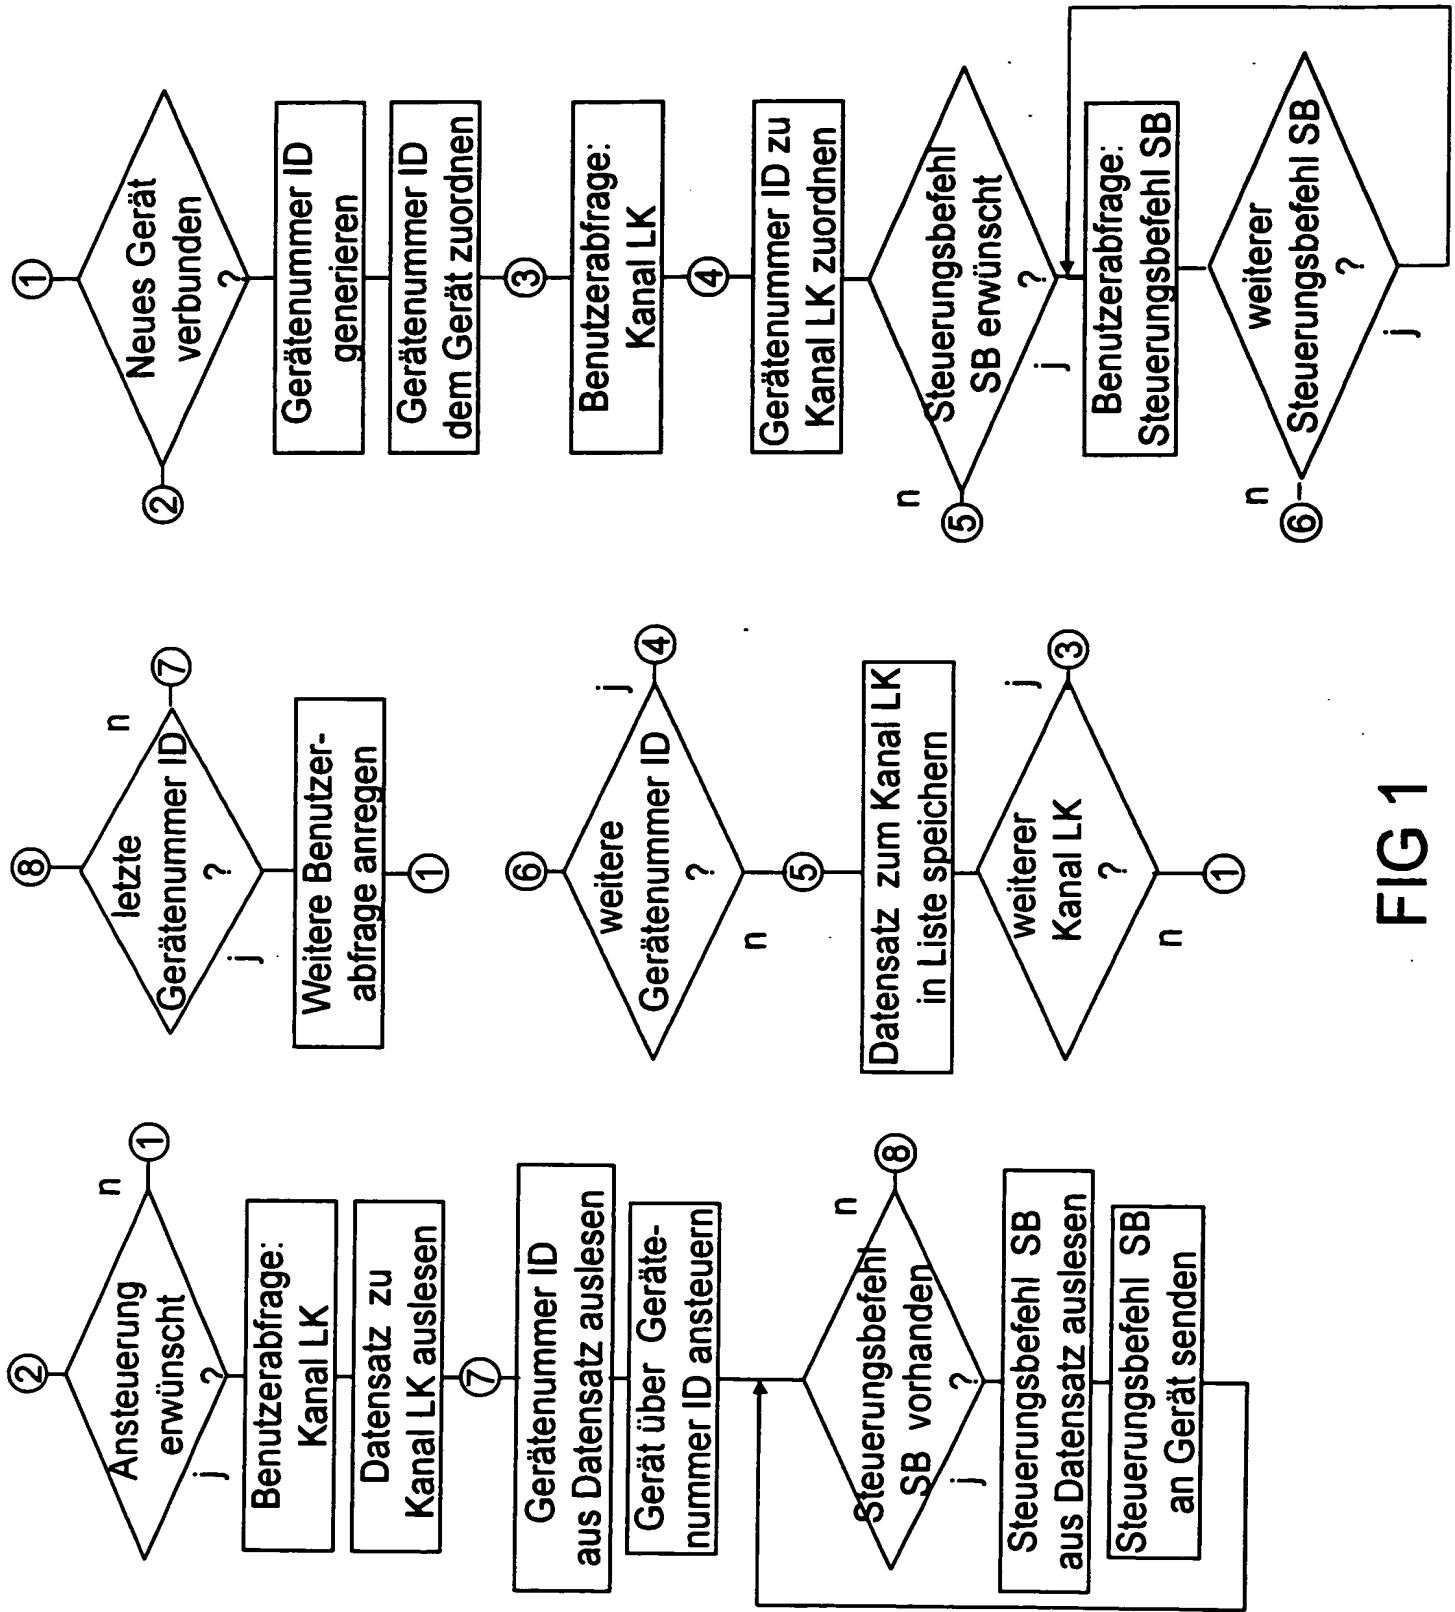 ②
n
①
Ansteuerung
erwünscht
?
j
Benutzerabfrage:
Kanal LK
Datensatz zu
Kanal LK auslesen
⑦
Gerätenummer ID
aus Datensatz auslesen
Gerät über Geräte-
nummer ID ansteuern
n
⑧
Steuerungsbefehl
SB vorhanden
?
j
Steuerungsbefehl SB
aus Datensatz auslesen
Steuerungsbefehl SB
an Gerät senden
⑧
n
⑦
letzte
Gerätenummer ID
?
j
Weitere Benutzer-
abfrage anregen
①
⑥
j
④
weitere
Gerätenummer ID
?
n
⑤
Datensatz zum Kanal LK
in Liste speichern
j
③
weiterer
Kanal LK
?
n
①
①
Neues Gerät
verbunden
②
?
Gerätenummer ID
generieren
Gerätenummer ID
dem Gerät zuordnen
③
Benutzerabfrage:
Kanal LK
④
Gerätenummer ID zu
Kanal LK zuordnen
n
Steuerungsbefehl
⑤
SB erwünscht
?
j
Benutzerabfrage:
Steuerungsbefehl SB
n
weiterer
⑥
Steuerungsbefehl SB
?
j
FIG 1